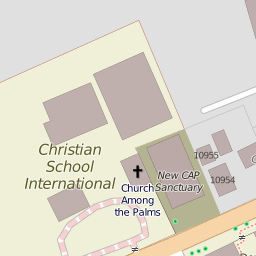 10955
Christian
School
International
New CAP
Sanctuary
10954
Church
Among
the Palms